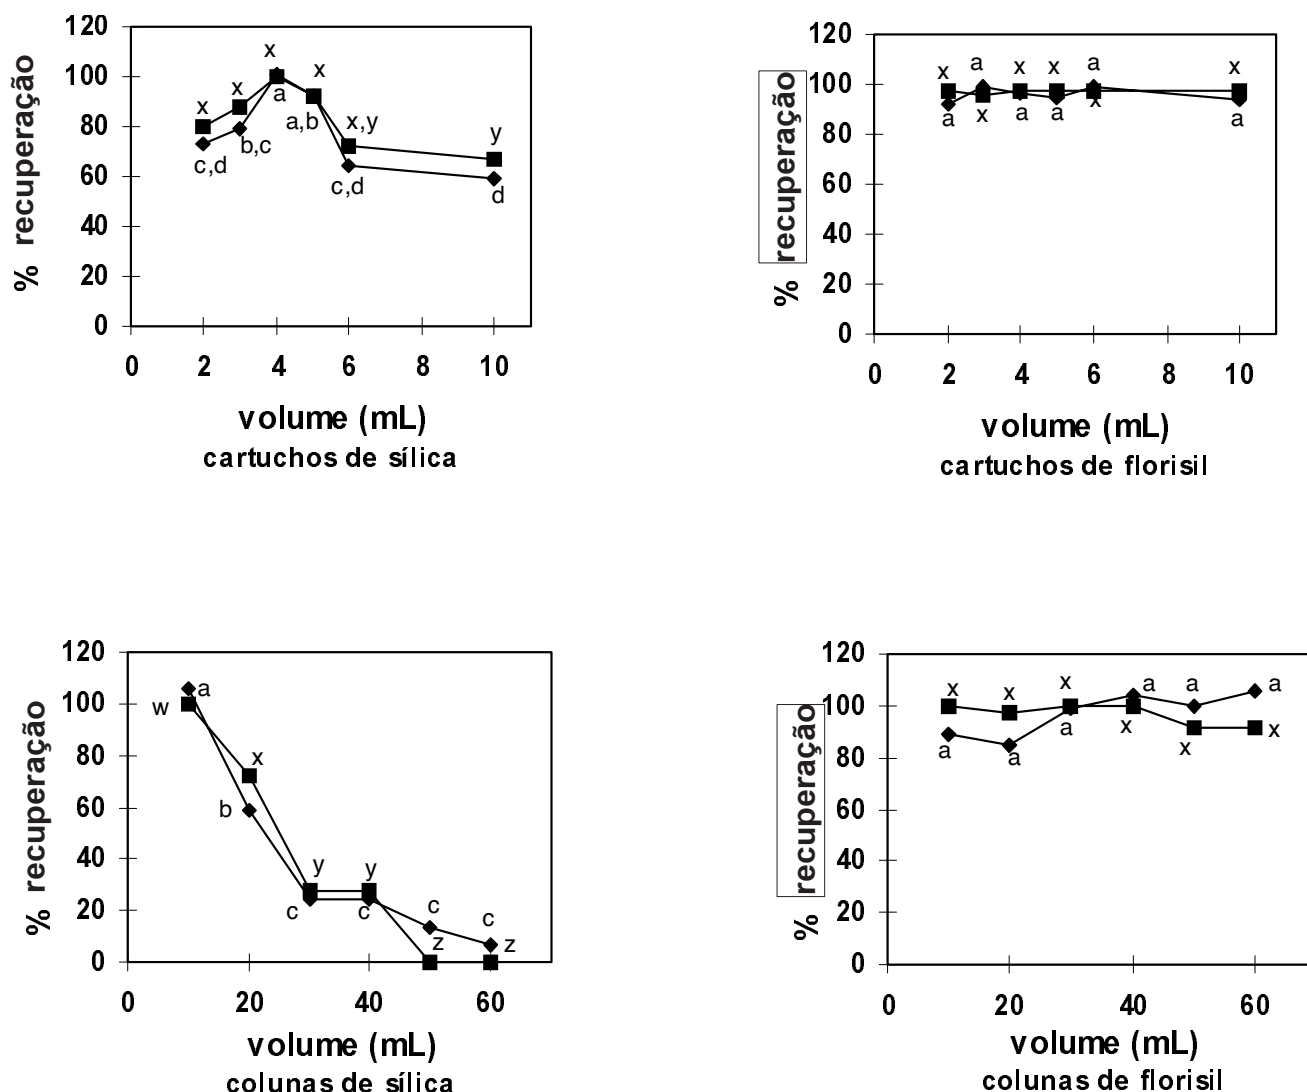 120
100
80
60
40
20
0
% recuperação
x
x
x
x
x,y
y
c,d
b,c
a
a,b
c,d
d
0 2 4 6 8 10
volume (mL)
cartuchos de sílica
120
100
80
60
40
20
0
% recuperação
x a x x a x
a x a a x a
0 2 4 6 8 10
volume (mL)
cartuchos de florisil
120
100
80
60
40
20
0
% recuperação
w a
x
b
y y
c c c c
z z
0 20 40 60
volume (mL)
colunas de sílica
120
100
80
60
40
20
0
% recuperação
x x x a a a
a a a x x x
0 20 40 60
volume (mL)
colunas de florisil